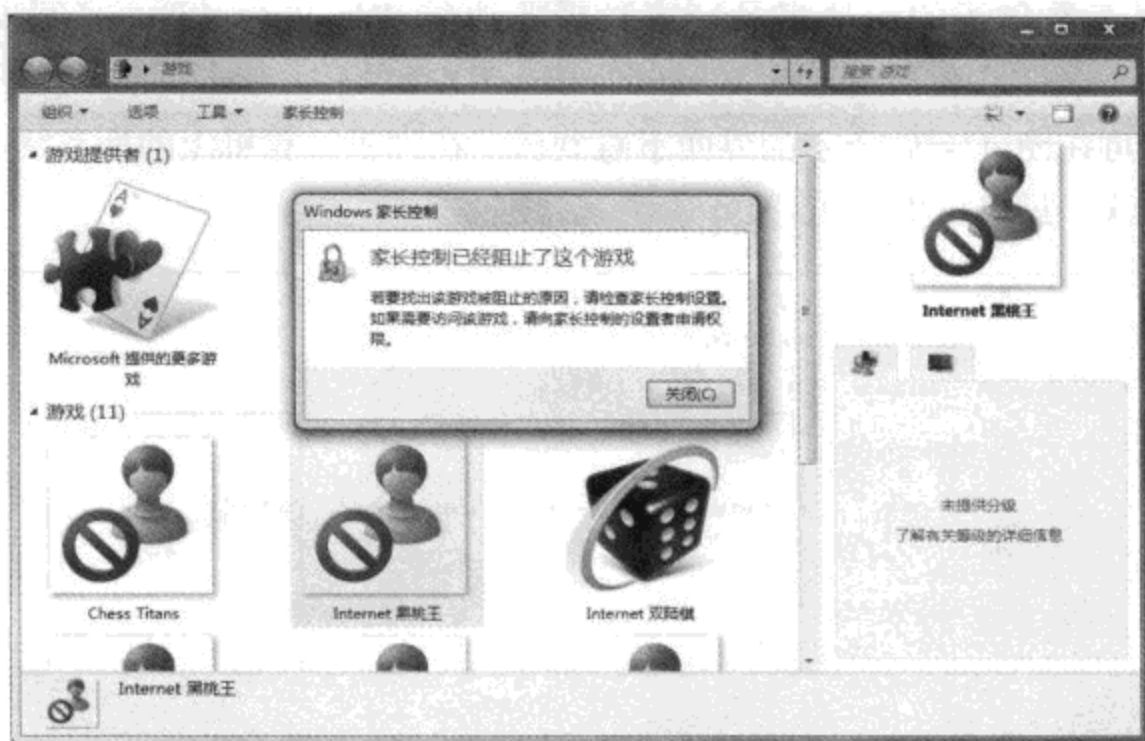 游戏
搜索 游戏
组织
选项
工具
家长控制
游戏提供者 (1)
Microsoft 提供的更多游
戏
Windows 家长控制
家长控制已经阻止了这个游戏
若要找出该游戏被阻止的原因，请检查家长控制设置。
如果需要访问该游戏，请向家长控制的设置者申请权
限。
关闭(C)
游戏 (11)
Chess Titans
Internet 黑桃王
Internet 双陆棋
Internet 黑桃王
未提供分级
了解有关等级的详细信息
Internet 黑桃王